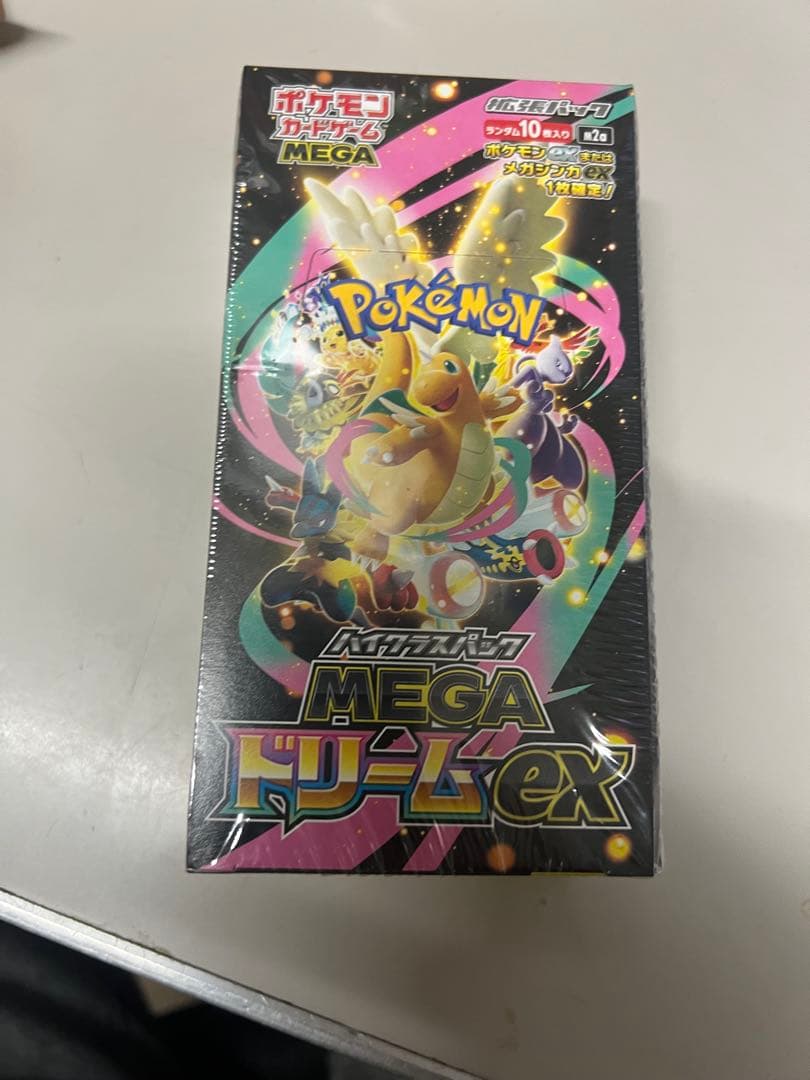 ポケモン
カードゲーム
MEGA
拡張パック
ランダム10枚入り
M2a
ポケモンexまたは
メガシンカex
1枚確定！
POKéMON
ハイクラスパック
MEGA
ドリームex